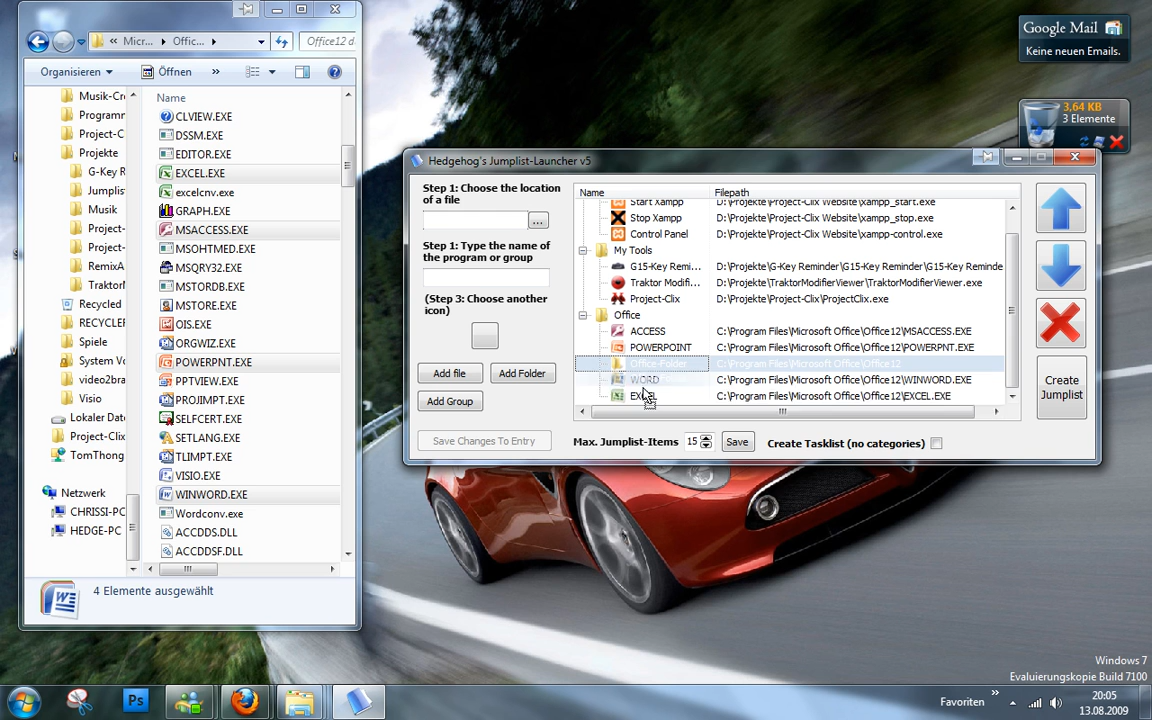 Micr...
Offic...
Office12 d
Organisieren
Öffnen
»
Musik-Cr
Programm
Project-C
Projekte
G-Key R
Jumplis
Musik
Project-
Project-
RemixA
Traktor
Recycled
RECYCLEF
Spiele
System Vo
video2bra
Visio
Lokaler Date
Project-Clix
TomThong
Netzwerk
CHRISSI-PC
HEDGE-PC
Name
CLVIEW.EXE
DSSM.EXE
EDITOR.EXE
EXCEL.EXE
excelcnv.exe
GRAPH.EXE
MSACCESS.EXE
MSOHTMED.EXE
MSQRY32.EXE
MSTORDB.EXE
MSTORE.EXE
OIS.EXE
ORGWIZ.EXE
POWERPNT.EXE
PPTVIEW.EXE
PROJIMPT.EXE
SELFCERT.EXE
SETLANG.EXE
TLIMPT.EXE
VISIO.EXE
WINWORD.EXE
Wordconv.exe
ACCDDS.DLL
ACCDDSF.DLL
4 Elemente ausgewählt
Hedgehog's Jumplist-Launcher v5
Step 1: Choose the location
of a file
...
Step 1: Type the name of
the program or group
(Step 3: Choose another
icon)
Add file
Add Folder
Add Group
Save Changes To Entry
Name Filepath
Start Xampp D:\Projekte\Project-Clix Website\xampp_start.exe
Stop Xampp D:\Projekte\Project-Clix Website\xampp_stop.exe
Control Panel D:\Projekte\Project-Clix Website\xampp-control.exe
My Tools
G15-Key Remi... D:\Projekte\G-Key Reminder\G15-Key Reminder\G15-Key Reminde
Traktor Modifi... D:\Projekte\TraktorModifierViewer\TraktorModifierViewer.exe
Project-Clix D:\Projekte\Project-Clix\ProjectClix.exe
Office
ACCESS C:\Program Files\Microsoft Office\Office12\MSACCESS.EXE
POWERPOINT C:\Program Files\Microsoft Office\Office12\POWERPNT.EXE
Office-Folder C:\Program Files\Microsoft Office\Office12
WORD C:\Program Files\Microsoft Office\Office12\WINWORD.EXE
EXCEL C:\Program Files\Microsoft Office\Office12\EXCEL.EXE
Max. Jumplist-Items 15 Save Create Tasklist (no categories)
Create
Jumplist
Google Mail
Keine neuen Emails.
3,64 KB
3 Elemente
Windows 7
Evaluierungskopie Build 7100
Ps
Favoriten »
20:05
13.08.2009